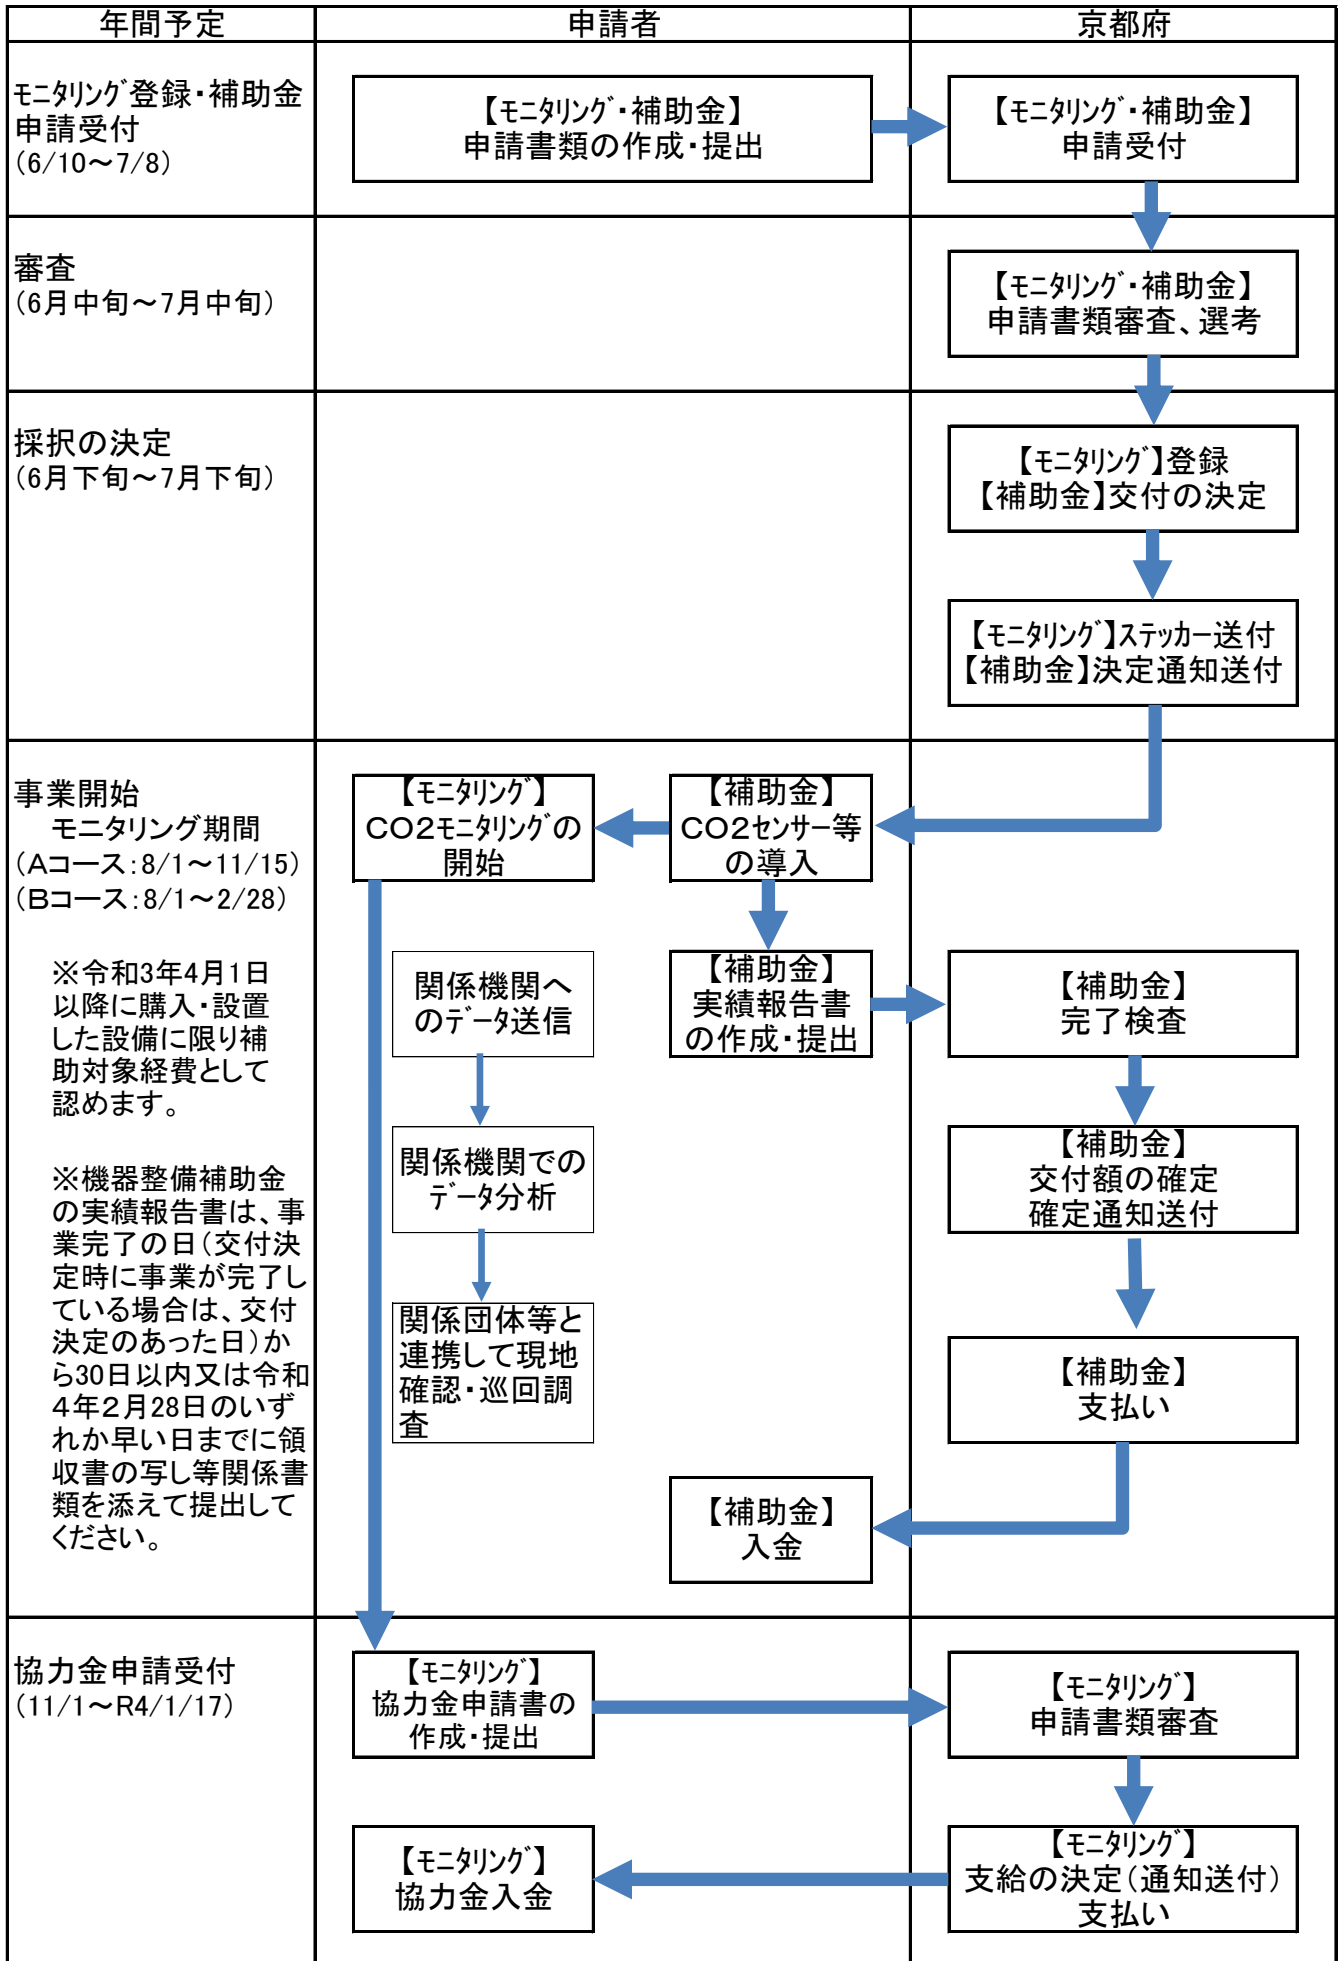 年間予定
申請者
京都府
ﾓﾆﾀﾘﾝｸﾞ登録・補助金
申請受付
（6/10～7/8）
【ﾓﾆﾀﾘﾝｸﾞ・補助金】
申請書類の作成・提出
【ﾓﾆﾀﾘﾝｸﾞ・補助金】
申請受付
審査
（6月中旬～7月中旬）
【ﾓﾆﾀﾘﾝｸﾞ・補助金】
申請書類審査、選考
採択の決定
（6月下旬～7月下旬）
【ﾓﾆﾀﾘﾝｸﾞ】登録
【補助金】交付の決定
【ﾓﾆﾀﾘﾝｸﾞ】ｽﾃｯｶｰ送付
【補助金】決定通知送付
事業開始
モニタリング期間
（Aコース：8/1～11/15）
（Bコース：8/1～2/28）
※令和3年4月1日
以降に購入・設置
した設備に限り補
助対象経費として
認めます。
※機器整備補助金
の実績報告書は、事
業完了の日（交付決
定時に事業が完了し
ている場合は、交付
決定のあった日）か
ら30日以内又は令和
４年２月28日のいず
れか早い日までに領
収書の写し等関係書
類を添えて提出して
ください。
【ﾓﾆﾀﾘﾝｸﾞ】
ＣＯ２ﾓﾆﾀﾘﾝｸﾞの
開始
【補助金】
ＣＯ２ｾﾝｻｰ等
の導入
関係機関へ
のﾃﾞｰﾀ送信
【補助金】
実績報告書
の作成・提出
【補助金】
完了検査
関係機関での
ﾃﾞｰﾀ分析
【補助金】
交付額の確定
確定通知送付
関係団体等と
連携して現地
確認・巡回調
査
【補助金】
支払い
【補助金】
入金
協力金申請受付
（11/1～R4/1/17）
【ﾓﾆﾀﾘﾝｸﾞ】
協力金申請書の
作成・提出
【ﾓﾆﾀﾘﾝｸﾞ】
申請書類審査
【ﾓﾆﾀﾘﾝｸﾞ】
協力金入金
【ﾓﾆﾀﾘﾝｸﾞ】
支給の決定（通知送付）
支払い